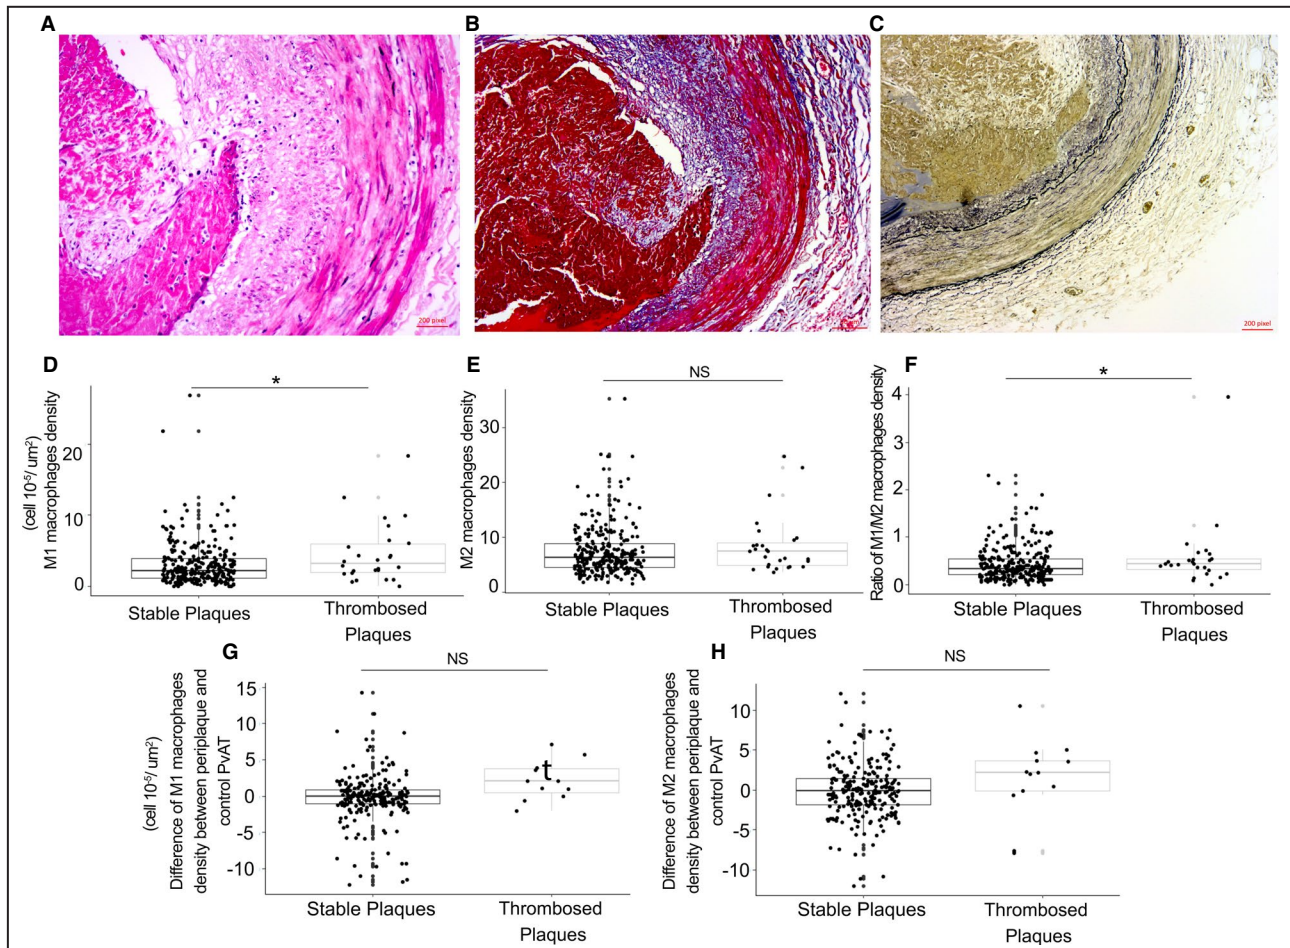 A
B
C
200 pixel
200 pixel
D
E
F
*
NS
*
(cell 10-5/ um2)
M1 macrophages density
20
10
0
Stable Plaques
Thrombosed
Plaques
M2 macrophages density
30
20
10
0
Stable Plaques
Thrombosed
Plaques
Ratio of M1/M2 macrophages density
4
3
2
1
0
Stable Plaques
Thrombosed
Plaques
G
H
NS
NS
(cell 10-5/ um2)
Difference of M1 macrophages
density between periplaque and
control PvAT
15
10
5
0
-5
-10
t
Stable Plaques
Thrombosed
Plaques
Difference of M2 macrophages
density between periplaque and
control PvAT
10
5
0
-5
-10
Stable Plaques
Thrombosed
Plaques